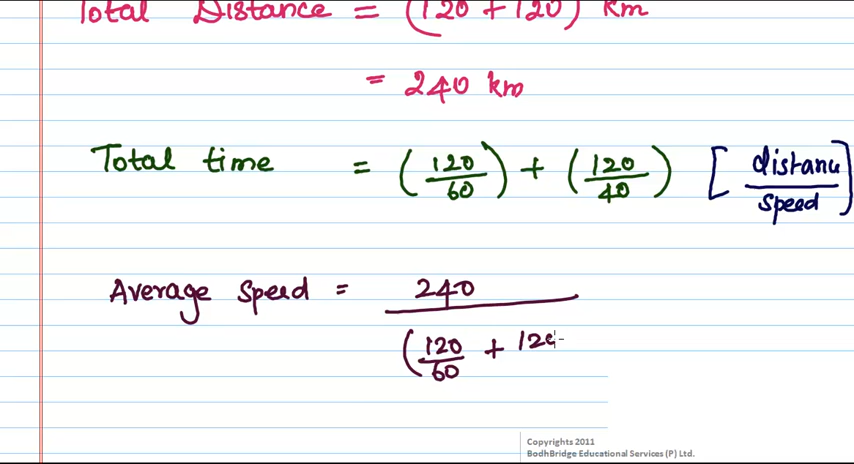 Total Distance = (120 + 120) km
= 240 km
Total time = (120/60) + (120/40) [distance/speed]
Average Speed = 240
(120/60 + 120
Copyrights 2011
BodhBridge Educational Services (P) Ltd.